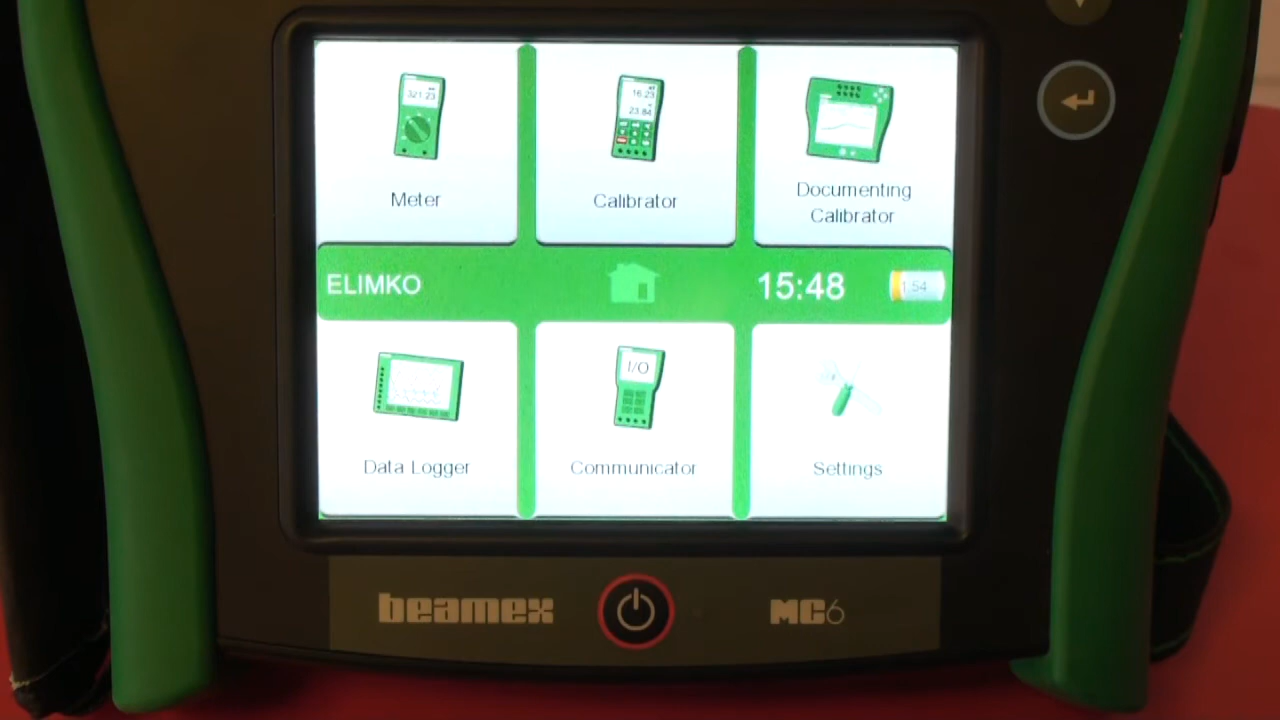 321.23
16.23
23.84
Meter
Calibrator
Documenting
Calibrator
ELIMKO
15:48
1:54
I/O
Data Logger
Communicator
Settings
beamex
MC6